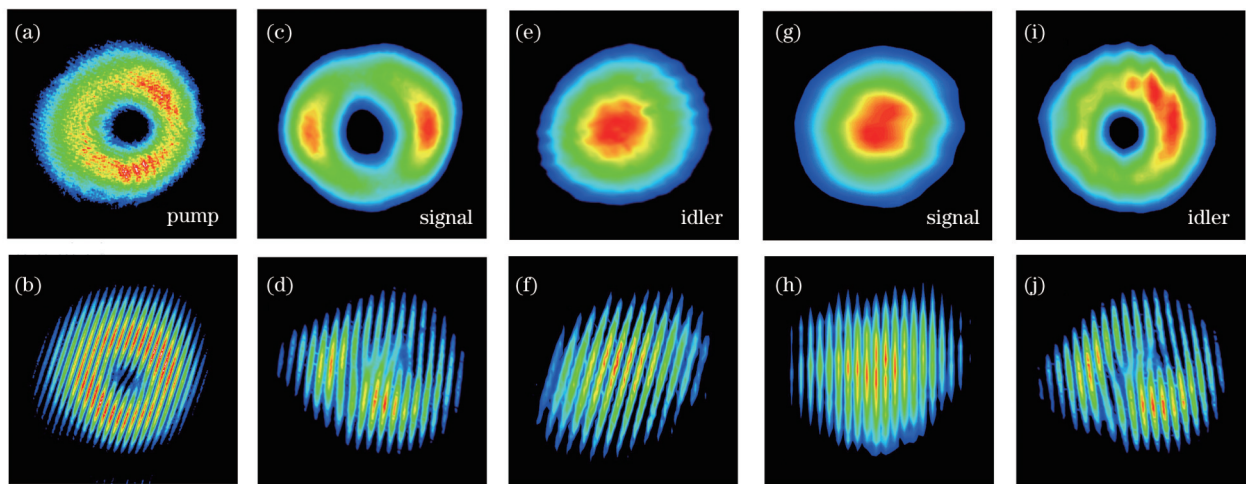 (a)
pump
(c)
signal
(e)
idler
(g)
signal
(i)
idler
(b)
(d)
(f)
(h)
(j)